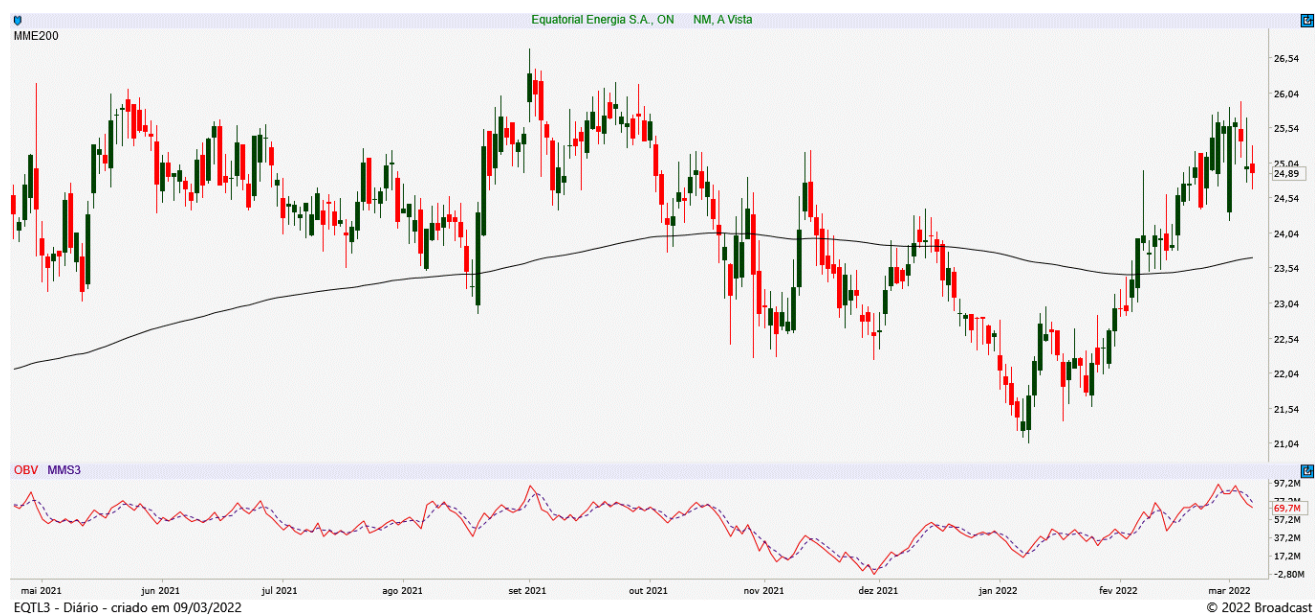 Equatorial Energia S.A., ON NM, A Vista
MME200
26,54
26,04
25,54
25,04
24,89
24,54
24,04
23,54
23,04
22,54
22,04
21,54
21,04
OBV MMS3
97,2M
77,2M
69,7M
57,2M
37,2M
17,2M
-2,80M
mai 2021 jun 2021 jul 2021 ago 2021 set 2021 out 2021 nov 2021 dez 2021 jan 2022 fev 2022 mar 2022
EQTL3 - Diário - criado em 09/03/2022 © 2022 Broadcast